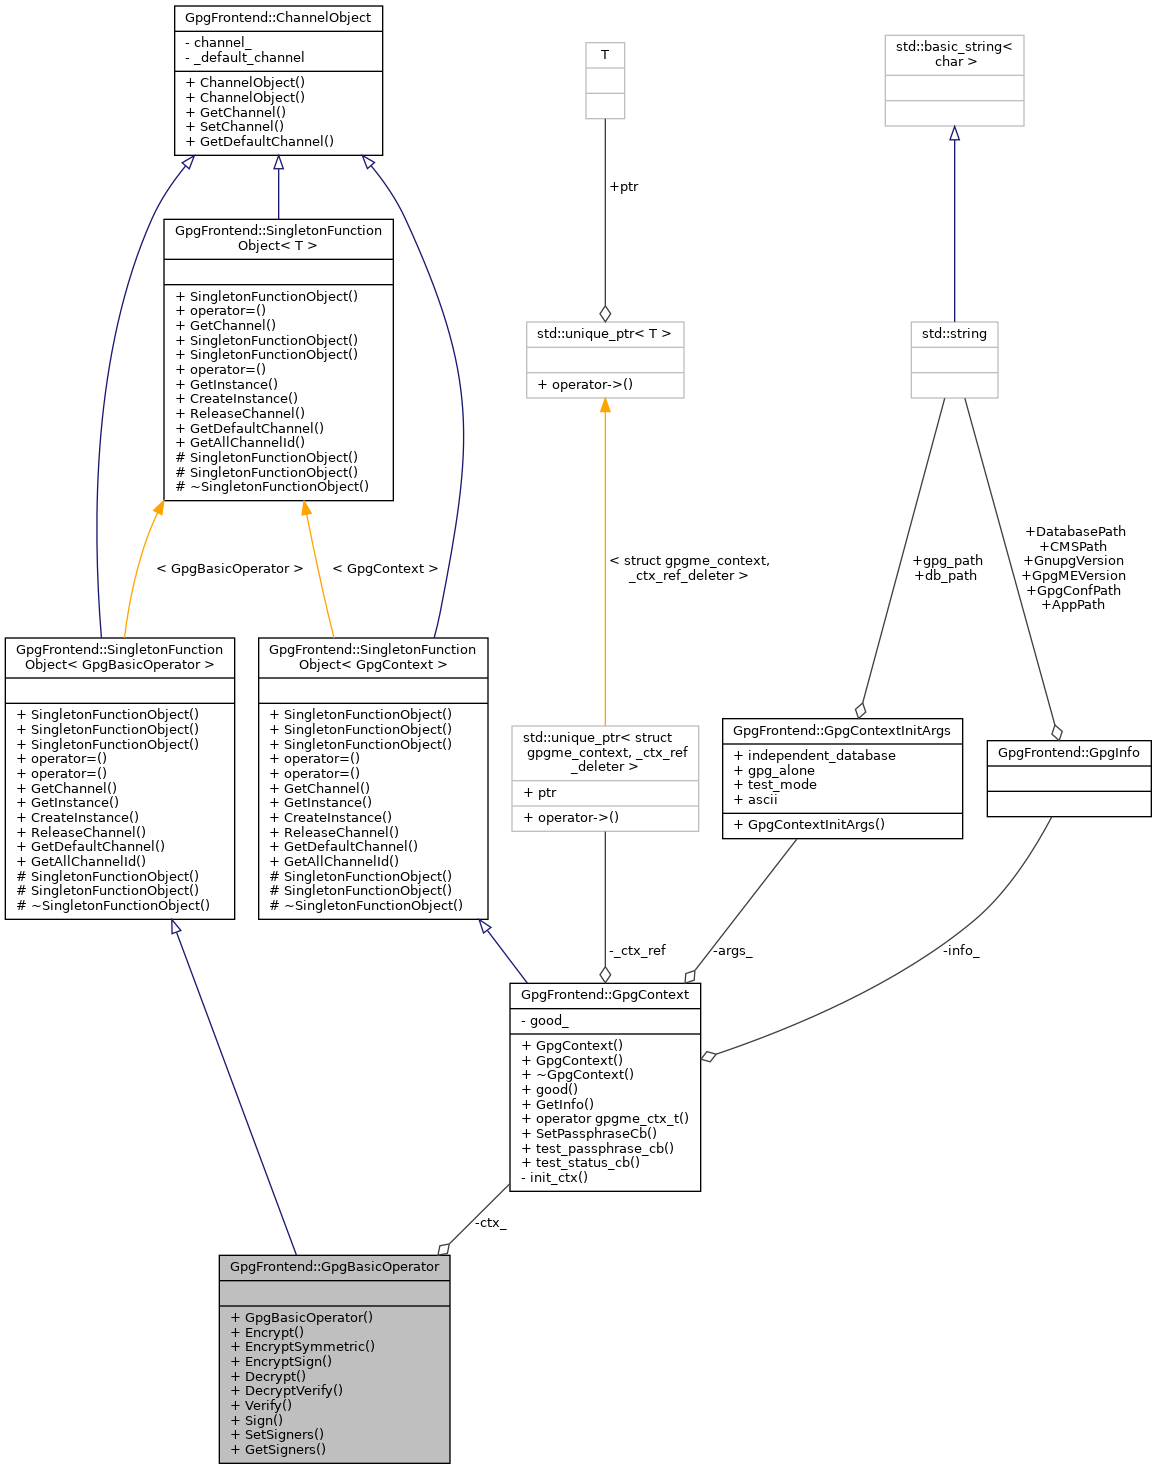 GpgFrontend::ChannelObject
- channel_
- _default_channel
+ ChannelObject()
+ ChannelObject()
+ GetChannel()
+ SetChannel()
+ GetDefaultChannel()
T
std::basic_string<
char >
+ptr
GpgFrontend::SingletonFunction
Object< T >
+ SingletonFunctionObject()
+ operator=()
+ GetChannel()
+ SingletonFunctionObject()
+ SingletonFunctionObject()
+ operator=()
+ GetInstance()
+ CreateInstance()
+ ReleaseChannel()
+ GetDefaultChannel()
+ GetAllChannelId()
# SingletonFunctionObject()
# SingletonFunctionObject()
# ~SingletonFunctionObject()
std::unique_ptr< T >
+ operator->()
std::string
< GpgBasicOperator >
< GpgContext >
< struct gpgme_context,
_ctx_ref_deleter >
+gpg_path
+db_path
+DatabasePath
+CMSPath
+GnupgVersion
+GpgMEVersion
+GpgConfPath
+AppPath
GpgFrontend::SingletonFunction
Object< GpgBasicOperator >
+ SingletonFunctionObject()
+ SingletonFunctionObject()
+ SingletonFunctionObject()
+ operator=()
+ operator=()
+ GetChannel()
+ GetInstance()
+ CreateInstance()
+ ReleaseChannel()
+ GetDefaultChannel()
+ GetAllChannelId()
# SingletonFunctionObject()
# SingletonFunctionObject()
# ~SingletonFunctionObject()
GpgFrontend::SingletonFunction
Object< GpgContext >
+ SingletonFunctionObject()
+ SingletonFunctionObject()
+ SingletonFunctionObject()
+ operator=()
+ operator=()
+ GetChannel()
+ GetInstance()
+ CreateInstance()
+ ReleaseChannel()
+ GetDefaultChannel()
+ GetAllChannelId()
# SingletonFunctionObject()
# SingletonFunctionObject()
# ~SingletonFunctionObject()
std::unique_ptr< struct
gpgme_context, _ctx_ref
_deleter >
+ ptr
+ operator->()
GpgFrontend::GpgContextInitArgs
+ independent_database
+ gpg_alone
+ test_mode
+ ascii
+ GpgContextInitArgs()
GpgFrontend::GpgInfo
-_ctx_ref
-args_
-info_
GpgFrontend::GpgContext
- good_
+ GpgContext()
+ GpgContext()
+ ~GpgContext()
+ good()
+ GetInfo()
+ operator gpgme_ctx_t()
+ SetPassphraseCb()
+ test_passphrase_cb()
+ test_status_cb()
- init_ctx()
-ctx_
GpgFrontend::GpgBasicOperator
+ GpgBasicOperator()
+ Encrypt()
+ EncryptSymmetric()
+ EncryptSign()
+ Decrypt()
+ DecryptVerify()
+ Verify()
+ Sign()
+ SetSigners()
+ GetSigners()